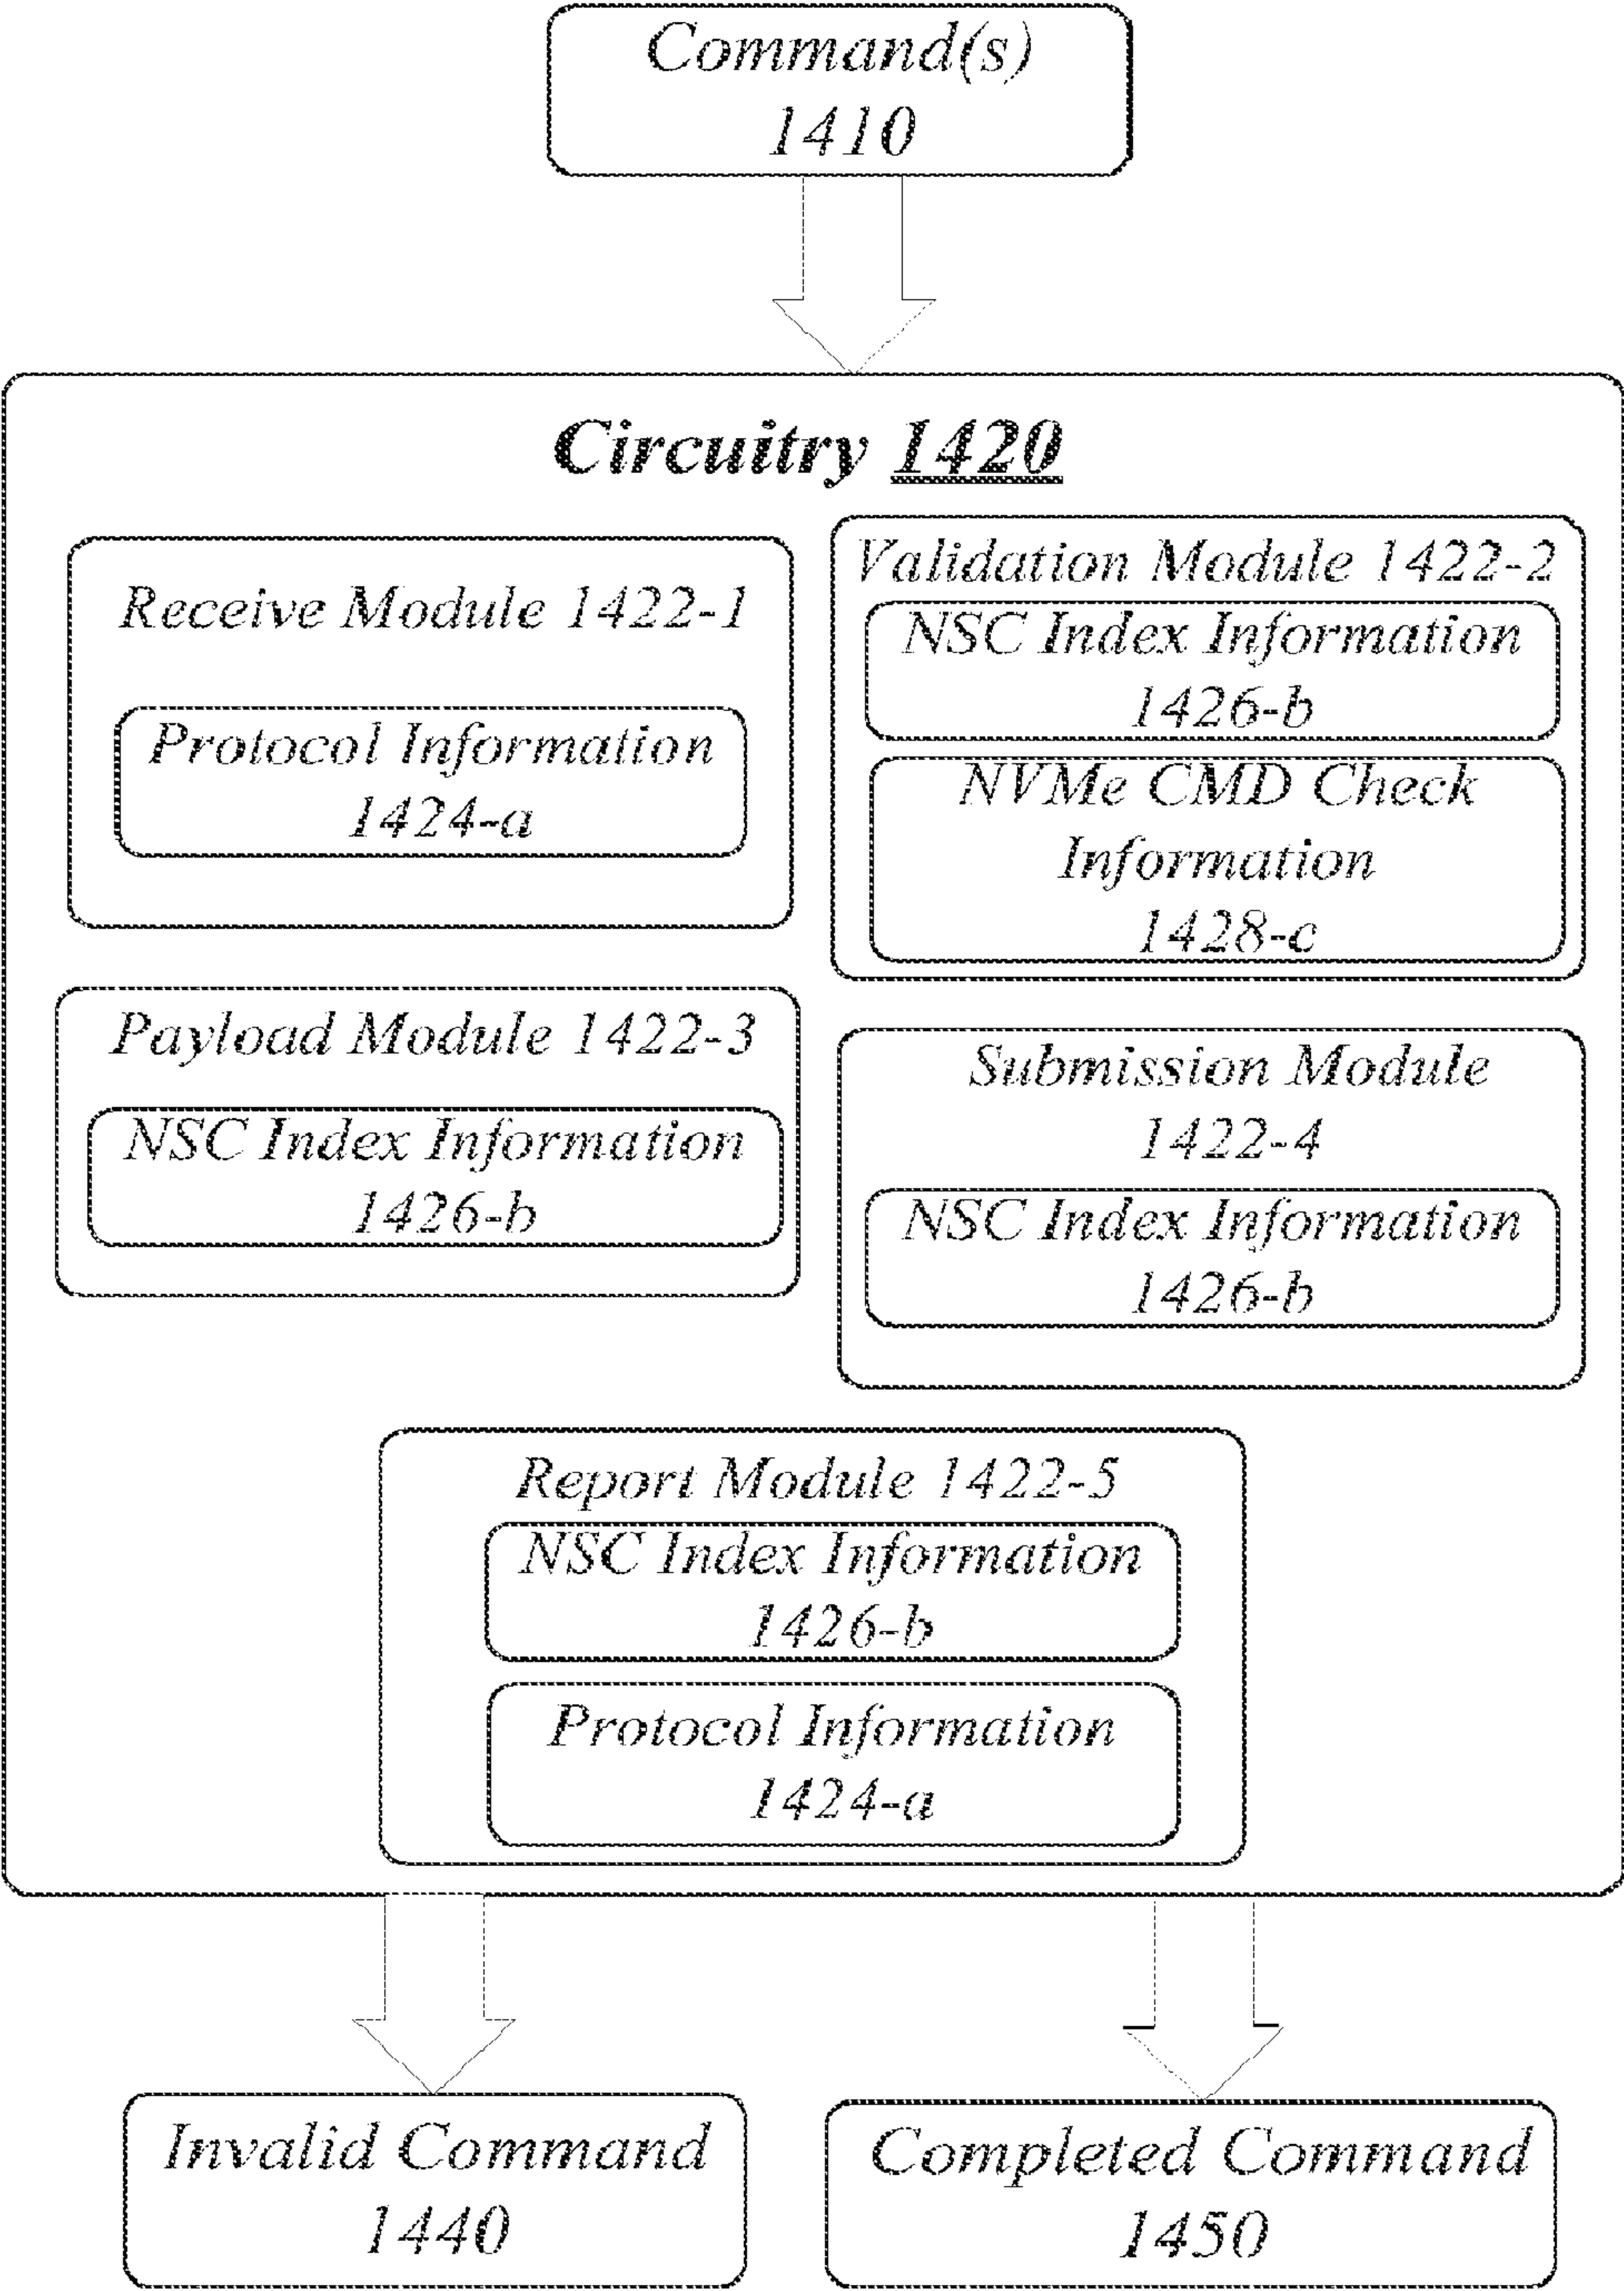 Command(s)
1410
Circuitry 1420
Receive Module 1422-1
Protocol Information
1424-a
Validation Module 1422-2
NSC Index Information
1426-b
NVMe CMD Check
Information
1428-c
Payload Module 1422-3
NSC Index Information
1426-b
Submission Module
1422-4
NSC Index Information
1426-b
Report Module 1422-5
NSC Index Information
1426-b
Protocol Information
1424-a
Invalid Command
1440
Completed Command
1450